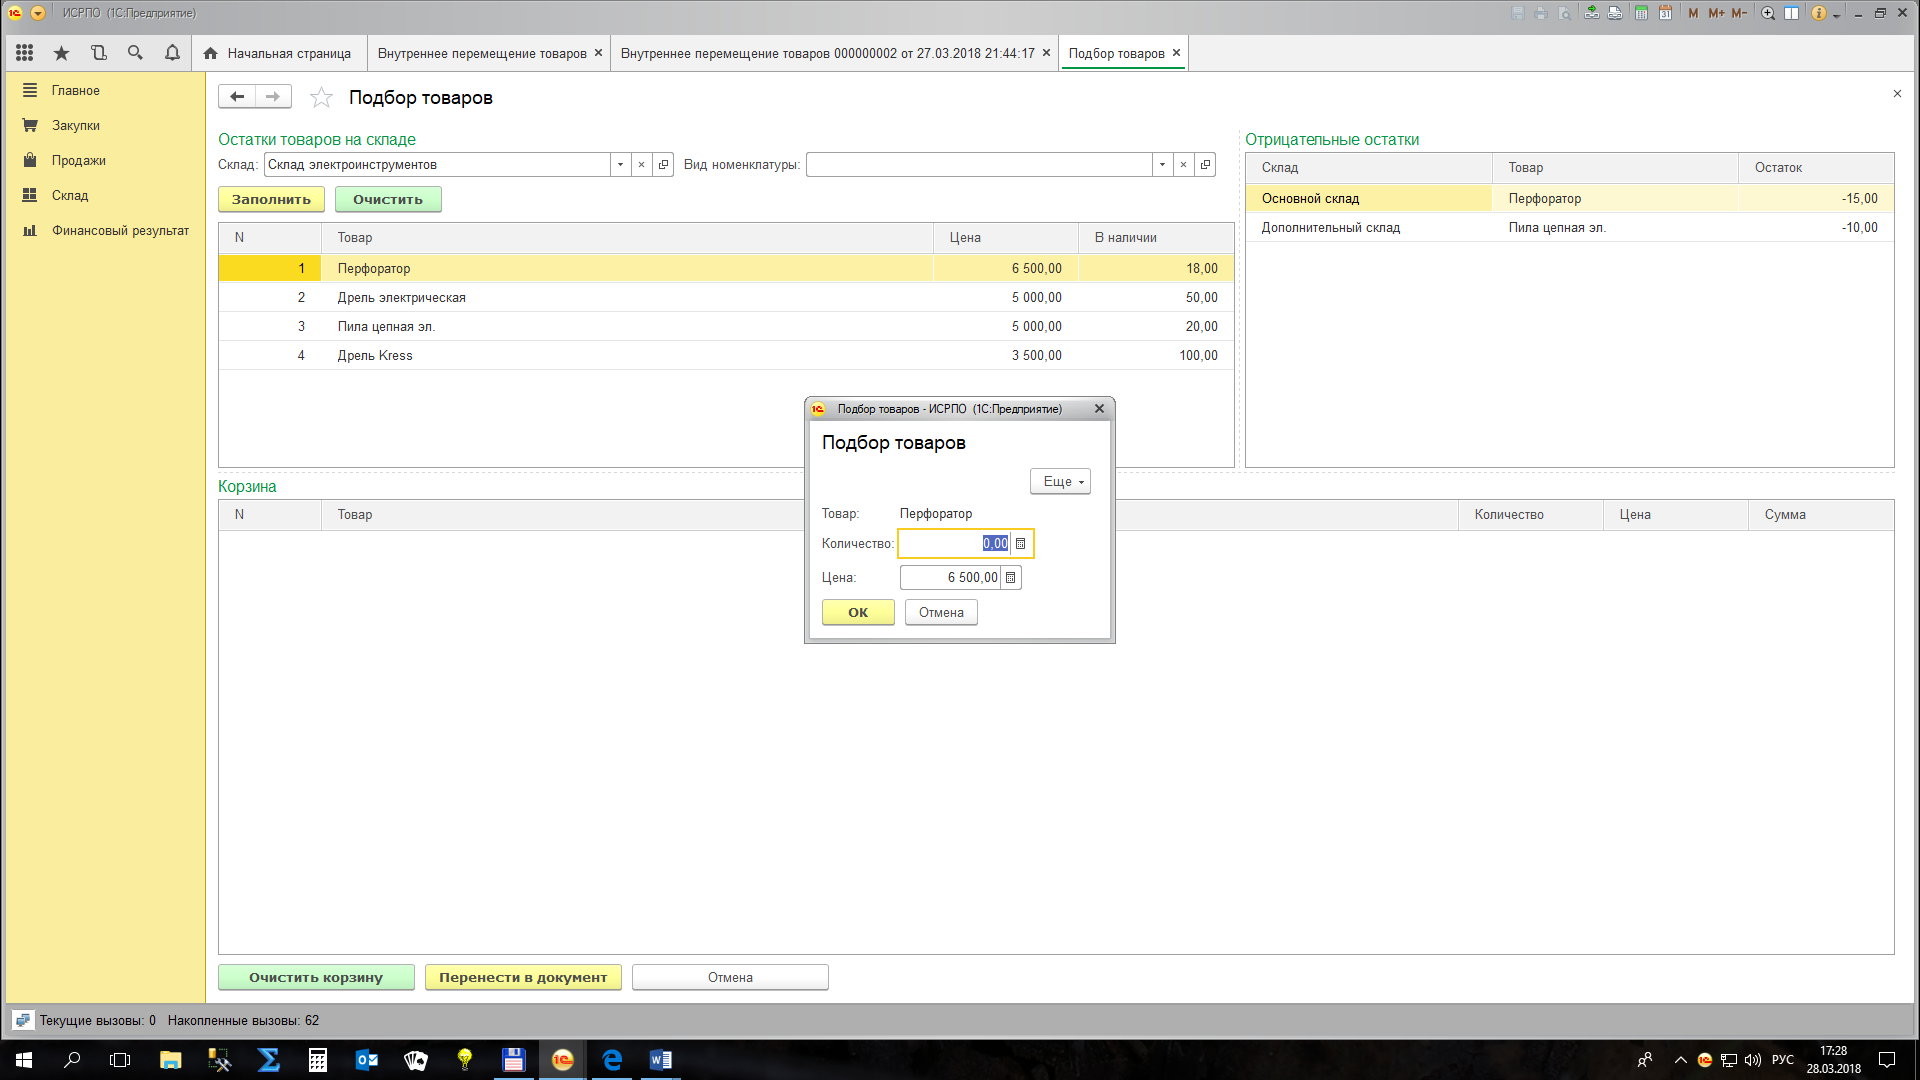 ИСРПО (1С:Предприятие)
M M+ M-
Начальная страница
Внутреннее перемещение товаров
Внутреннее перемещение товаров 000000002 от 27.03.2018 21:44:17
Подбор товаров
Главное
Закупки
Продажи
Склад
Финансовый результат
Подбор товаров
Остатки товаров на складе
Склад: Склад электроинструментов
Вид номенклатуры:
Заполнить Очистить
N Товар Цена В наличии
1 Перфоратор 6 500,00 18,00
2 Дрель электрическая 5 000,00 50,00
3 Пила цепная эл. 5 000,00 20,00
4 Дрель Kress 3 500,00 100,00
Отрицательные остатки
Склад Товар Остаток
Основной склад Перфоратор -15,00
Дополнительный склад Пила цепная эл. -10,00
Подбор товаров - ИСРПО (1С:Предприятие)
Подбор товаров
Еще
Товар: Перфоратор
Количество: 0,00
Цена: 6 500,00
ОК Отмена
Корзина
N Товар Количество Цена Сумма
Очистить корзину Перенести в документ Отмена
Текущие вызовы: 0 Накопленные вызовы: 62
РУС
17:28
28.03.2018